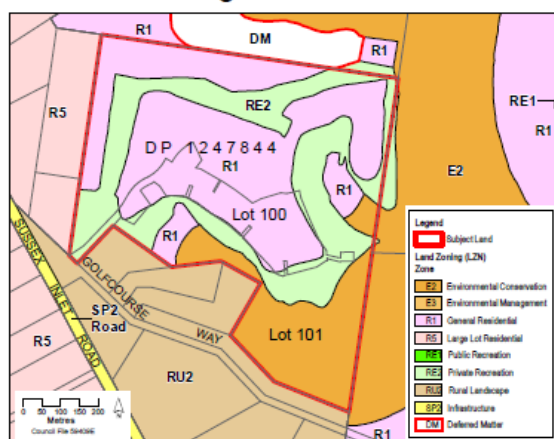 R1
DM
R1
R5
RE2
RE1
R1
DP 1247844
R1
R1
E2
Lot 100
R1
SUSSEX INLET ROAD
GOLFCOURSE WAY
SP2
Road
Lot 101
R5
RU2
R1
0 50 100 150 200
Metres
N
Legend
Subject Land
Land Zoning (LZN)
Zone
E2 Environmental Conservation
E3 Environmental Management
R1 General Residential
R5 Large Lot Residential
RE1 Public Recreation
RE2 Private Recreation
RU2 Rural Landscape
SP2 Infrastructure
DM Deferred Matter